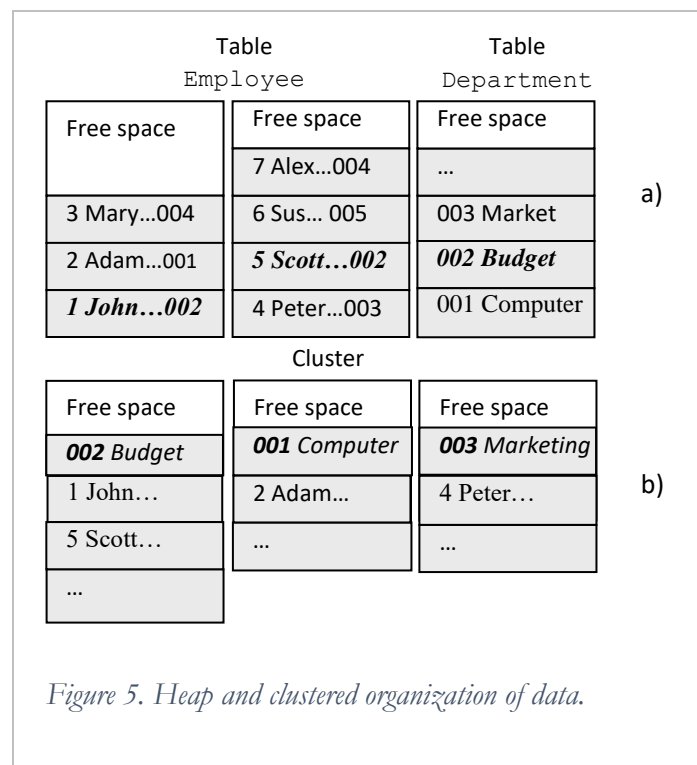 Table Table
Employee Department
Free space Free space Free space
7 Alex...004 ...
3 Mary...004 6 Sus... 005 003 Market
2 Adam...001 5 Scott...002 002 Budget
1 John...002 4 Peter...003 001 Computer
a)
Cluster
Free space Free space Free space
002 Budget 001 Computer 003 Marketing
1 John... 2 Adam... 4 Peter...
5 Scott... ... ...
...
b)
Figure 5. Heap and clustered organization of data.